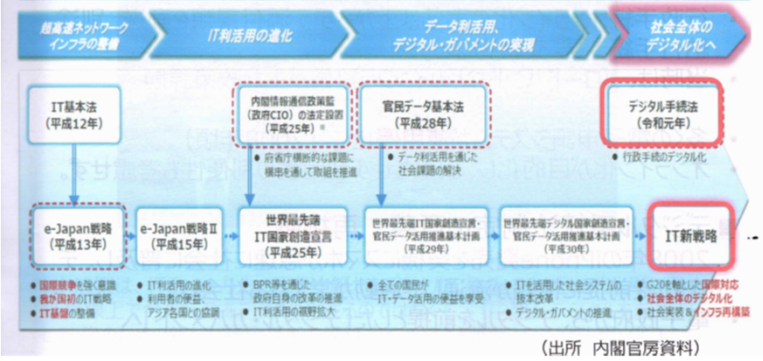 超高速ネットワーク
インフラの整備
IT利活用の進化
データ利活用、
デジタル・ガバメントの実現
社会全体の
デジタル化へ
IT基本法
（平成12年）
内閣情報通信政策監
（政府CIO）の法定設置
（平成25年）※
官民データ基本法
（平成28年）
デジタル手続法
（令和元年）
● 府省庁横断的な課題に
横串を通して取組を推進
● データ利活用を通じた
社会課題の解決
● 行政手続のデジタル化
e-Japan戦略
（平成13年）
e-Japan戦略Ⅱ
（平成15年）
世界最先端
IT国家創造宣言
（平成25年）
世界最先端IT国家創造宣言・
官民データ活用推進基本計画
（平成29年）
世界最先端デジタル国家創造宣言・
官民データ活用推進基本計画
（平成30年）
IT新戦略
● 国際競争を強く意識
● 我が国初のIT戦略
● IT基盤の整備
● IT利活用の進化
● 利用者の便益、
アジア各国との協調
● BPR等を通じた
政府自身の改革の推進
● IT利活用の裾野拡大
● 全ての国民が
IT・データ活用の便益を享受
● ITを活用した社会システムの
抜本改革
● デジタル・ガバメントの推進
● G20を軸とした国際対応
● 社会全体のデジタル化
● 社会実装＆インフラ再構築
（出所 内閣官房資料）